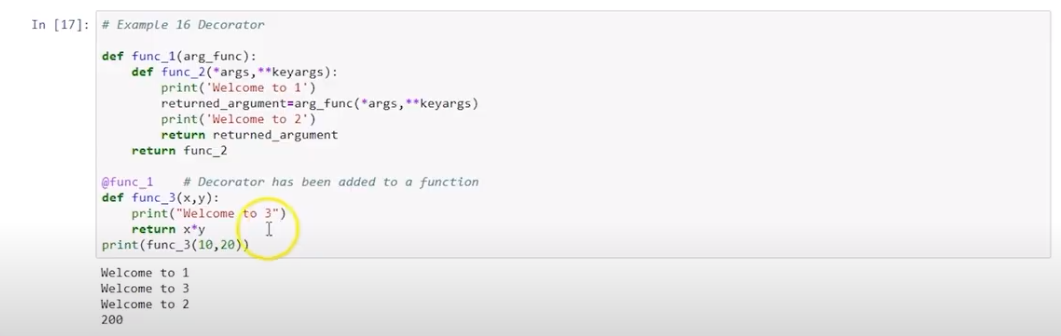 In [17]: # Example 16 Decorator
def func_1(arg_func):
def func_2(*args,**keyargs):
print('Welcome to 1')
returned_argument=arg_func(*args,**keyargs)
print('Welcome to 2')
return returned_argument
return func_2
@func_1 # Decorator has been added to a function
def func_3(x,y):
print("Welcome to 3")
return x*y
print(func_3(10,20))
Welcome to 1
Welcome to 3
Welcome to 2
200